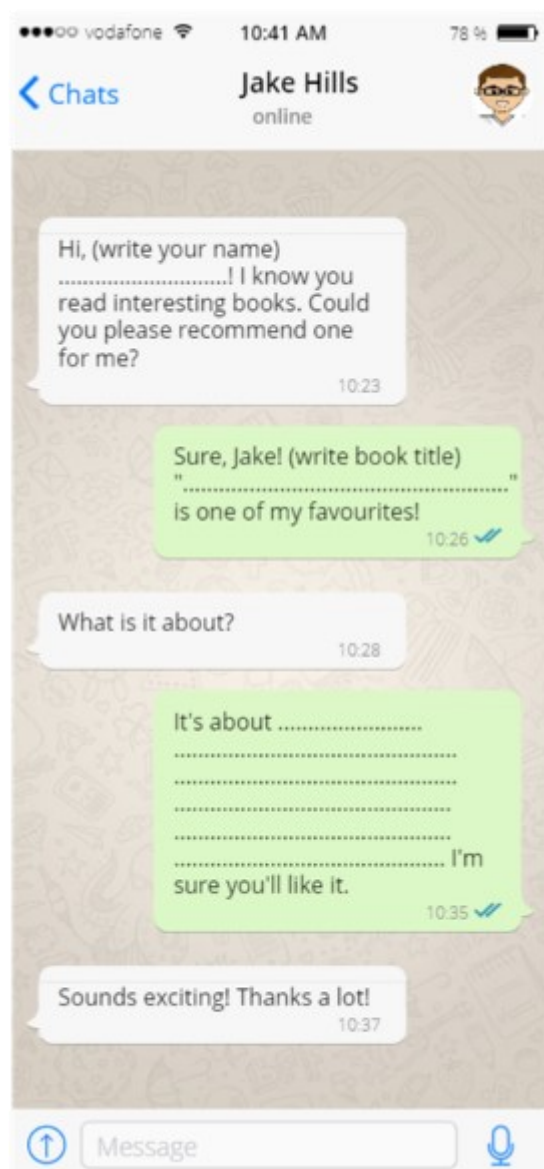 vodafone 10:41 AM 78 %
Chats Jake Hills
online
Hi, (write your name)
............................! I know you
read interesting books. Could
you please recommend one
for me?
10:23
Sure, Jake! (write book title)
"......................................................"
is one of my favourites!
10:26
What is it about?
10:28
It's about ........................
...............................................
...............................................
..............................................
..............................................
............................................. I'm
sure you'll like it.
10:35
Sounds exciting! Thanks a lot!
10:37
Message